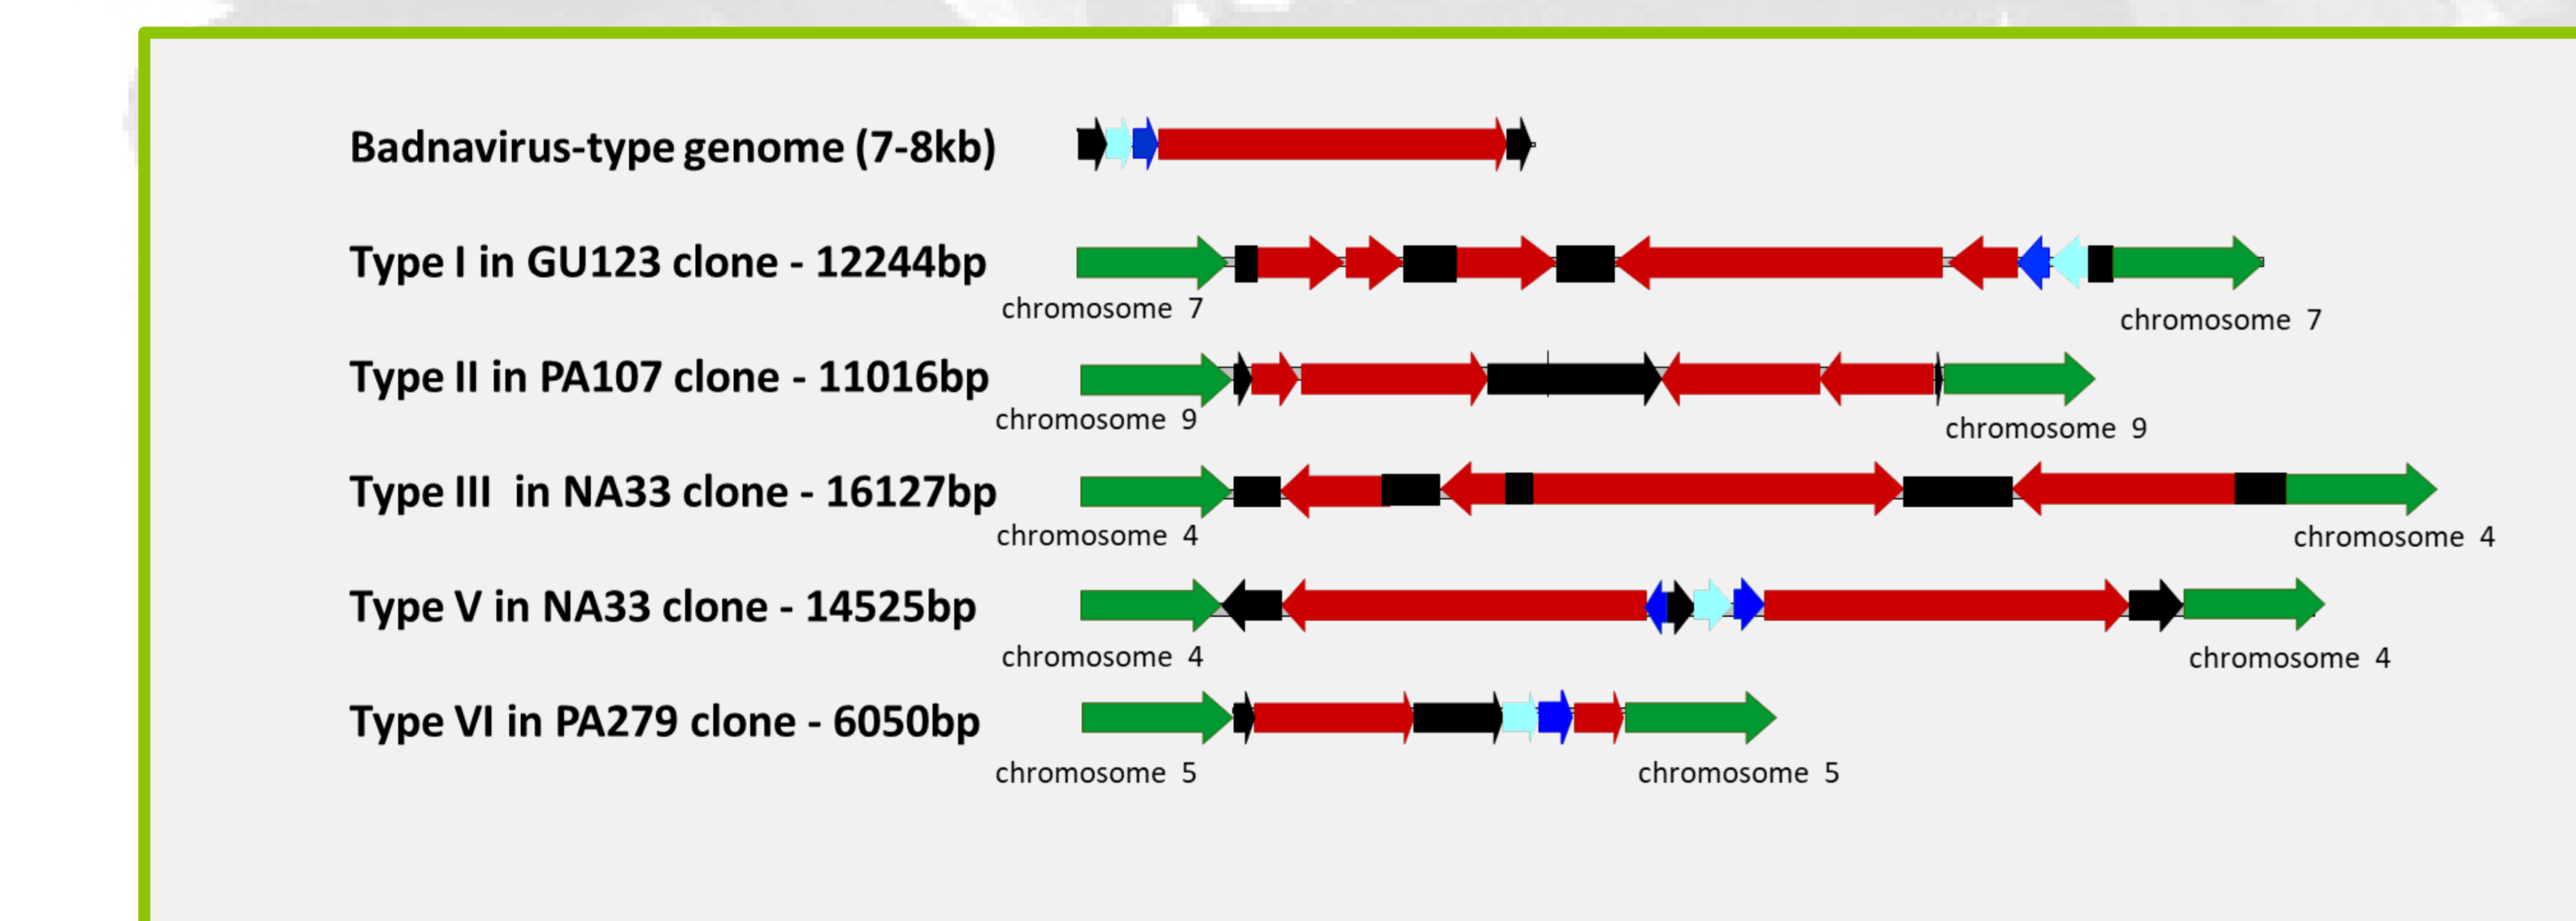 Badnavirus-type genome (7-8kb)
Type I in GU123 clone - 12244bp
chromosome 7
chromosome 7
Type II in PA107 clone - 11016bp
chromosome 9
chromosome 9
Type III in NA33 clone - 16127bp
chromosome 4
chromosome 4
Type V in NA33 clone - 14525bp
chromosome 4
chromosome 4
Type VI in PA279 clone - 6050bp
chromosome 5
chromosome 5